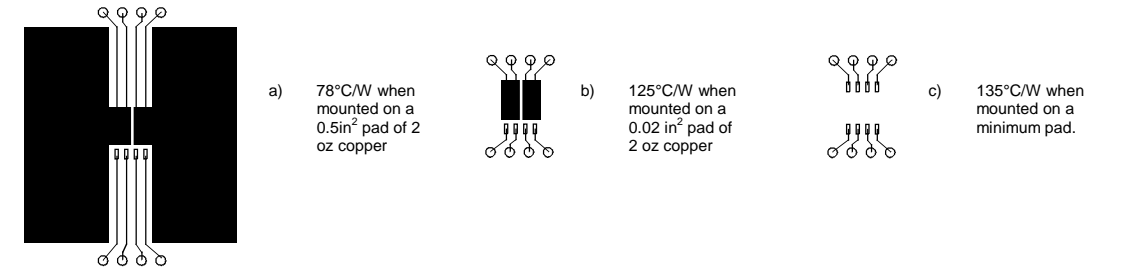 a) 78°C/W when
mounted on a
0.5in² pad of 2
oz copper
b) 125°C/W when
mounted on a
0.02 in² pad of
2 oz copper
c) 135°C/W when
mounted on a
minimum pad.